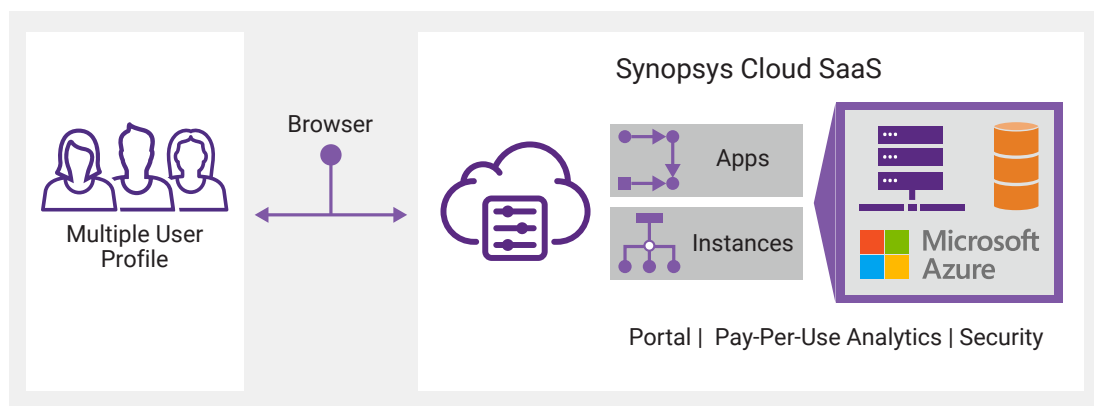 Synopsys Cloud SaaS
Browser
Multiple User
Profile
Apps
Instances
Microsoft
Azure
Portal | Pay-Per-Use Analytics | Security